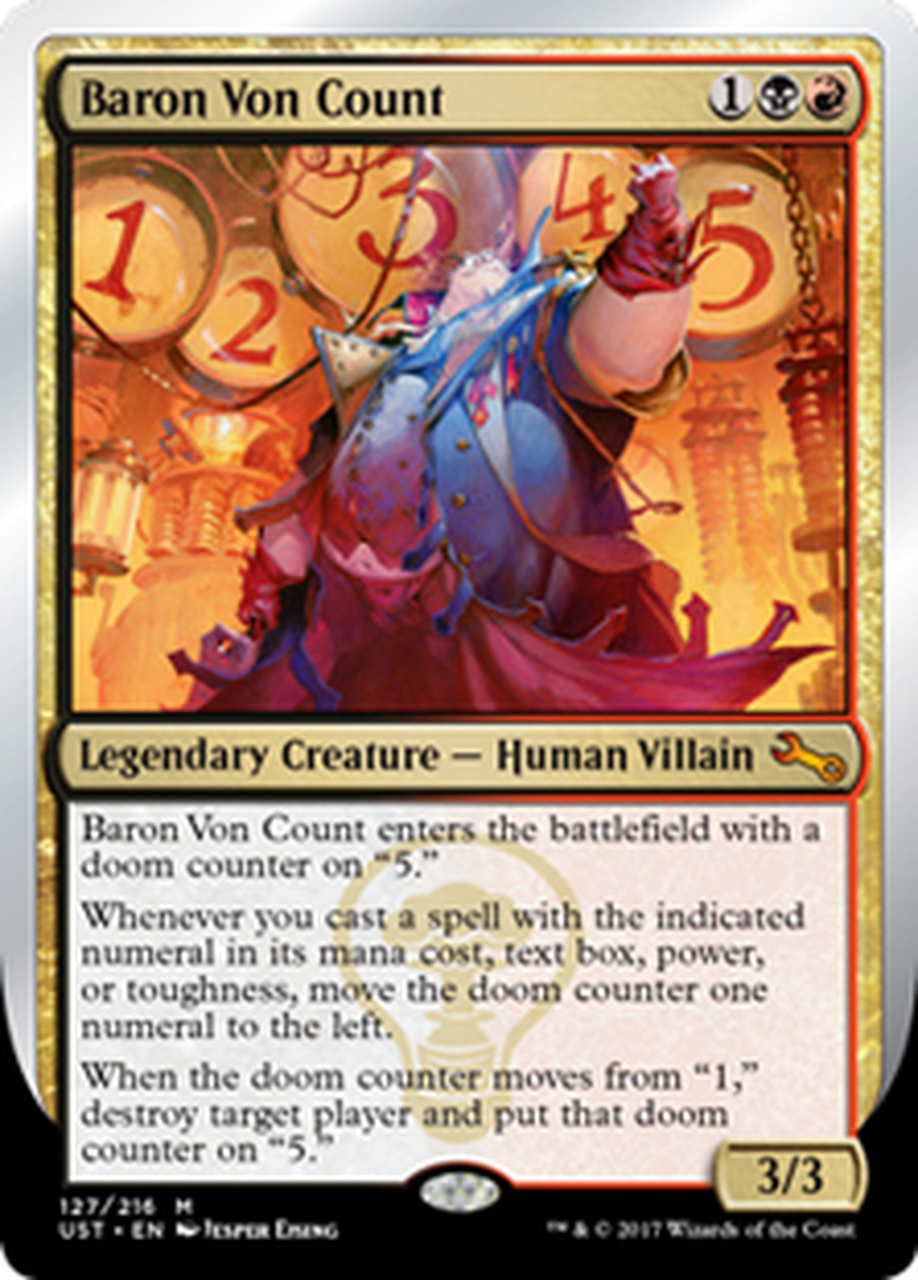 Baron Von Count 1
1 2 3 4 5
Legendary Creature — Human Villain
Baron Von Count enters the battlefield with a
doom counter on “5.”
Whenever you cast a spell with the indicated
numeral in its mana cost, text box, power,
or toughness, move the doom counter one
numeral to the left.
When the doom counter moves from “1,”
destroy target player and put that doom
counter on “5.”
3/3
127/216 M
UST • EN Jesper Ejsing
™ & © 2017 Wizards of the Coast